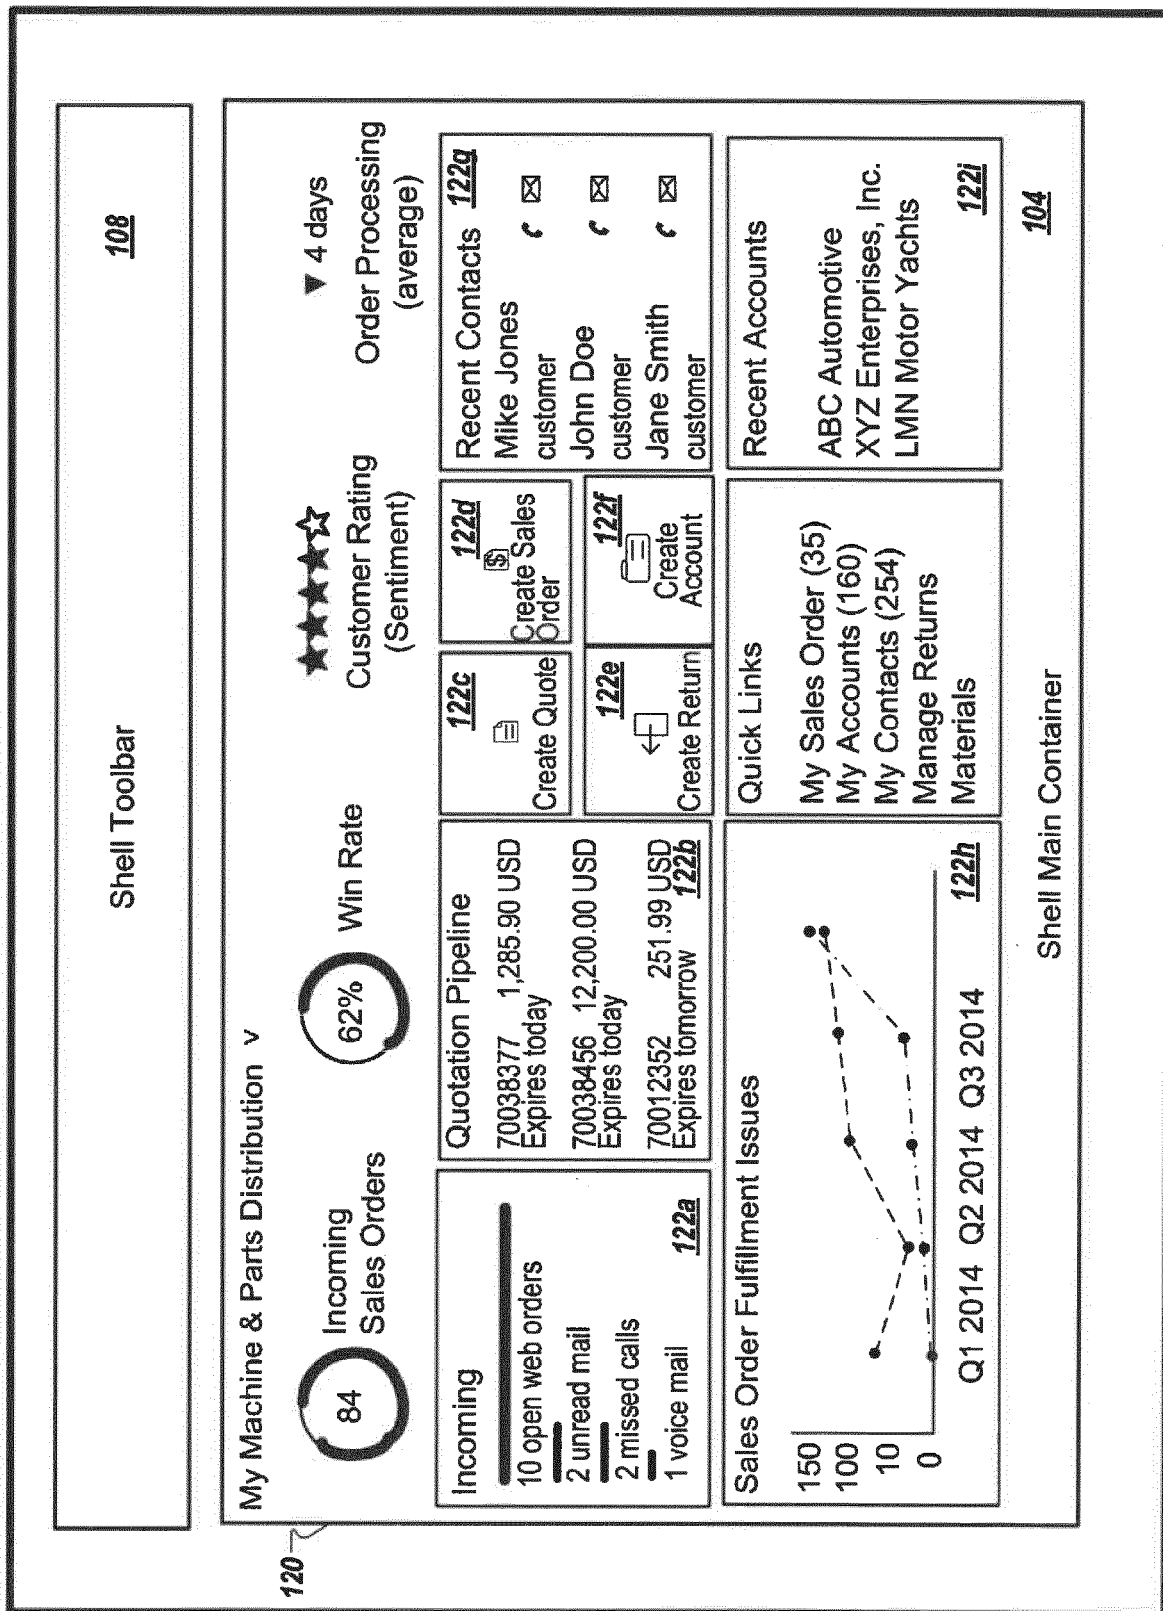 Shell Toolbar
108
120
My Machine & Parts Distribution v
84
Incoming
Sales Orders
62%
Win Rate
Customer Rating
(Sentiment)
▼ 4 days
Order Processing
(average)
Incoming
10 open web orders
2 unread mail
2 missed calls
1 voice mail
122a
Quotation Pipeline
70038377 1,285.90 USD
Expires today
70038456 12,200.00 USD
Expires today
70012352 251.99 USD
Expires tomorrow
122b
122c
Create Quote
122d
$
Create Sales
Order
122e
Create Return
122f
Create
Account
Recent Contacts
122g
Mike Jones
customer
John Doe
customer
Jane Smith
customer
Sales Order Fulfillment Issues
150
100
10
0
Q1 2014 Q2 2014 Q3 2014
122h
Quick Links
My Sales Order (35)
My Accounts (160)
My Contacts (254)
Manage Returns
Materials
Recent Accounts
ABC Automotive
XYZ Enterprises, Inc.
LMN Motor Yachts
122i
Shell Main Container
104